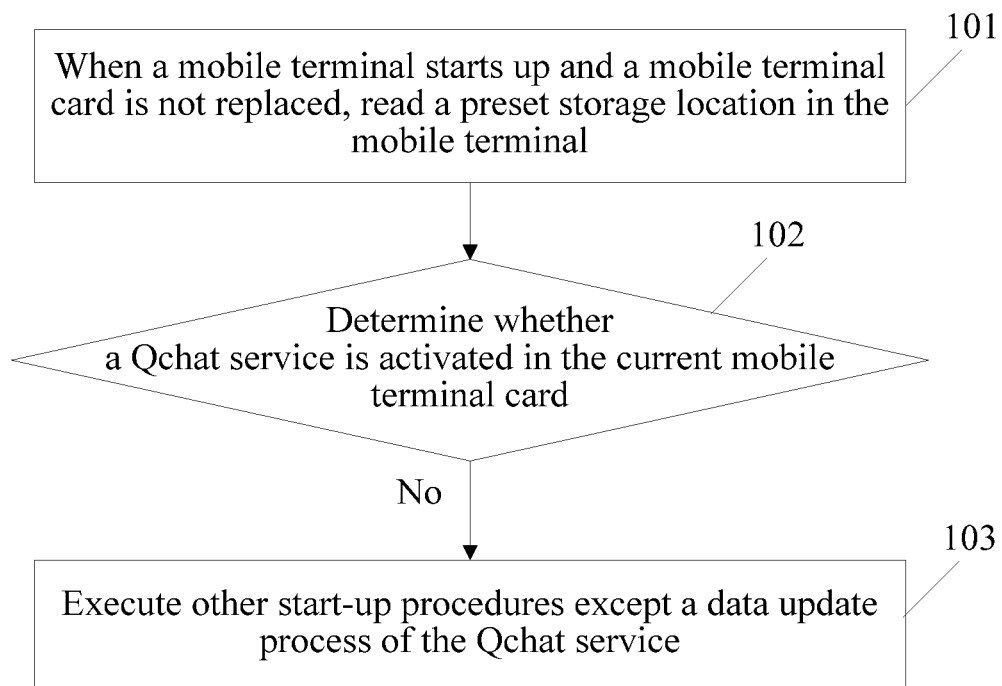 101
When a mobile terminal starts up and a mobile terminal
card is not replaced, read a preset storage location in the
mobile terminal
102
Determine whether
a Qchat service is activated in the current mobile
terminal card
No
103
Execute other start-up procedures except a data update
process of the Qchat service